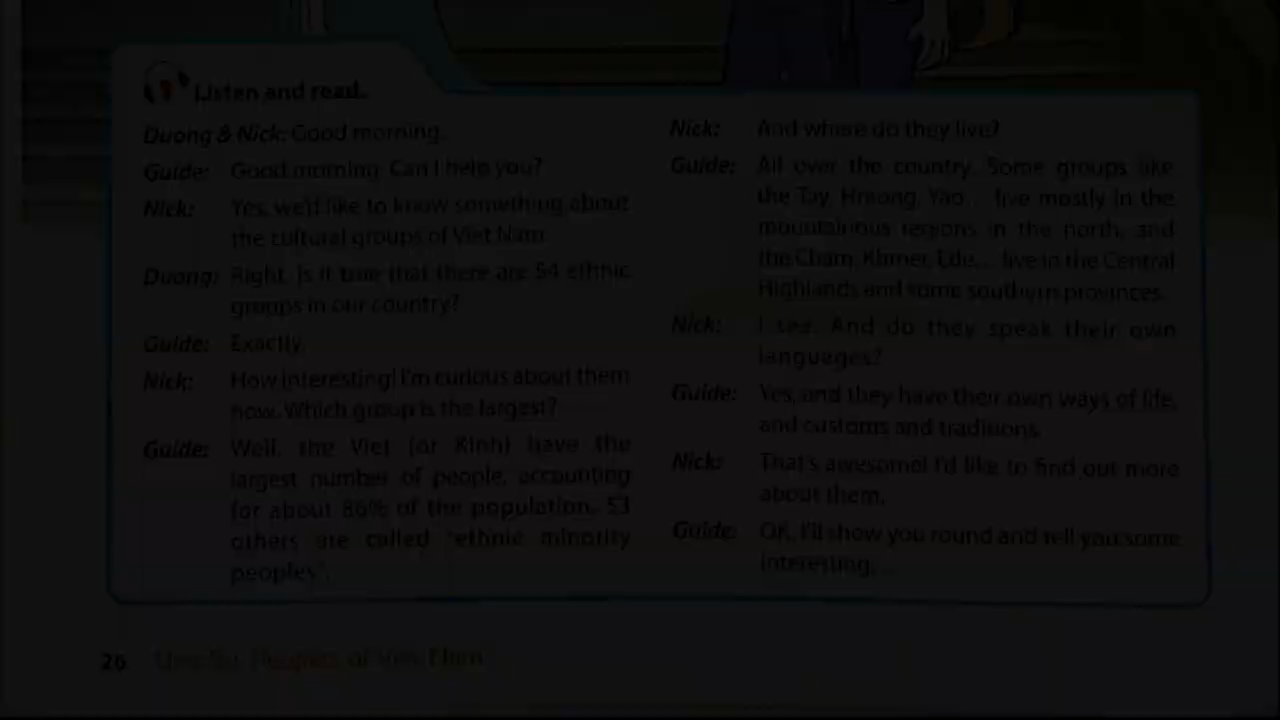 Listen and read.
Duong & Nick: Good morning.
Guide: Good morning. Can I help you?
Nick: Yes, we'd like to know something about
the cultural groups of Viet Nam.
Duong: Right. Is it true that there are 54 ethnic
groups in our country?
Guide: Exactly.
Nick: How interesting! I'm curious about them
now. Which group is the largest?
Guide: Well, the Viet (or Kinh) have the
largest number of people, accounting
for about 86% of the population. 53
others are called 'ethnic minority
peoples'.
Nick: And where do they live?
Guide: All over the country. Some groups like
the Tay, Hmong, Yao... live mostly in the
mountainous regions in the north, and
the Cham, Khmer, Ede... live in the Central
Highlands and some southern provinces.
Nick: I see. And do they speak their own
languages?
Guide: Yes, and they have their own ways of life,
and customs and traditions.
Nick: That's awesome! I'd like to find out more
about them.
Guide: OK. I'll show you round and tell you some
interesting...
26 Peoples of Viet Nam